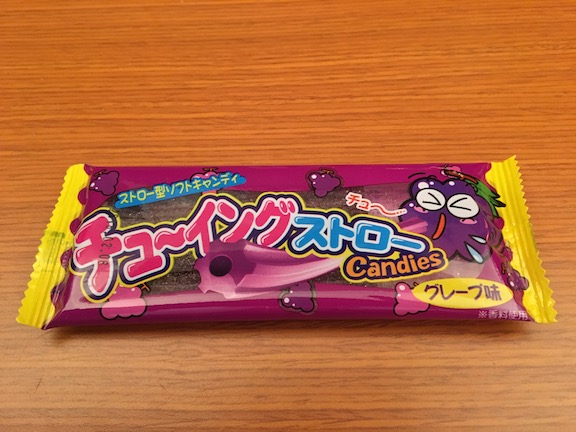 ストロー型ソフトキャンディ
チュ〜イングストロー
チュ〜…
Candies
グレープ味
※香料使用